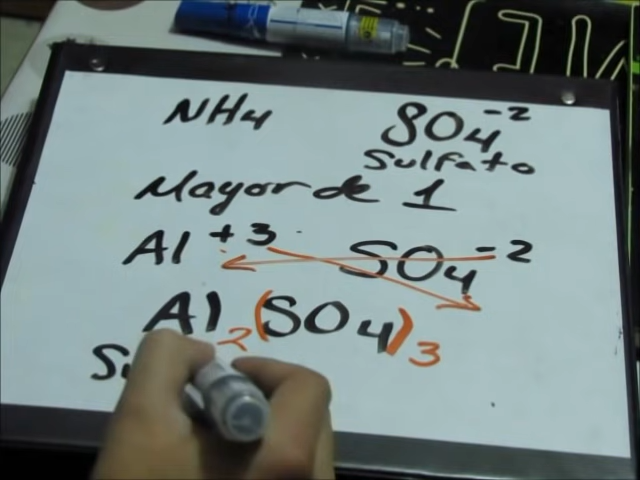 NH4 SO4-2
Sulfato
Mayor de 1
Al+3 SO4-2
Al2(SO4)3